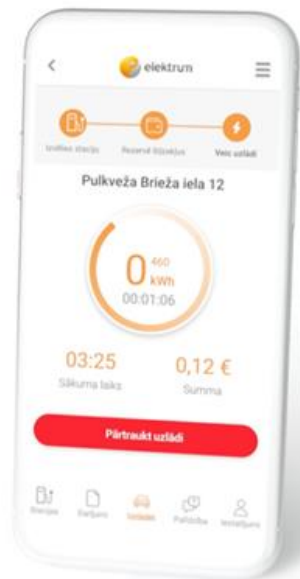 elektrum
Izvēlies staciju Rezervē līdzekļus Veic uzlādi
Pulkveža Brieža iela 12
0 460
kWh
00:01:06
03:25 0,12 €
Sākuma laiks Summa
Pārtraukt uzlādi
Stacijas Darījumi Uzlādēt Palīdzība Iestatījumi